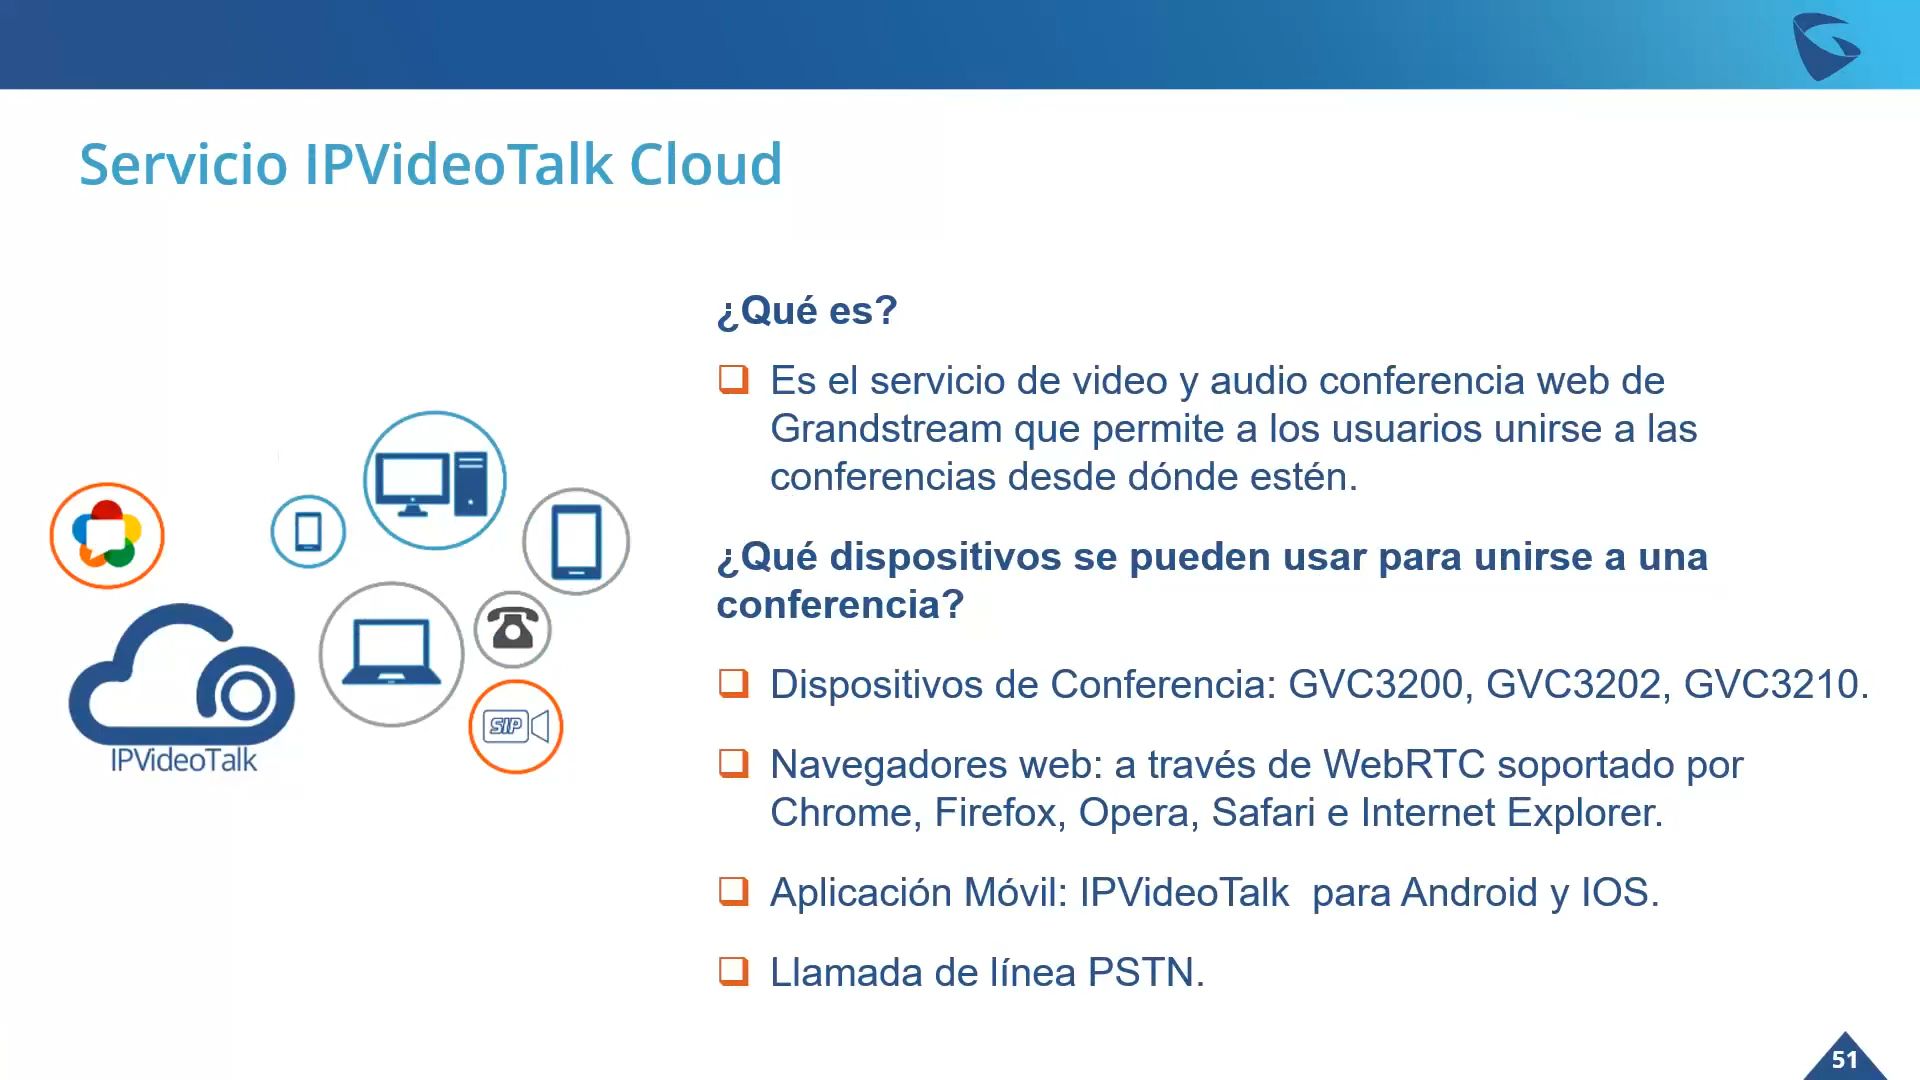 Servicio IPVideoTalk Cloud
¿Qué es?
Es el servicio de video y audio conferencia web de
Grandstream que permite a los usuarios unirse a las
conferencias desde dónde estén.
¿Qué dispositivos se pueden usar para unirse a una
conferencia?
Dispositivos de Conferencia: GVC3200, GVC3202, GVC3210.
Navegadores web: a través de WebRTC soportado por
Chrome, Firefox, Opera, Safari e Internet Explorer.
Aplicación Móvil: IPVideoTalk para Android y IOS.
Llamada de línea PSTN.
SIP
IPVideoTalk
51